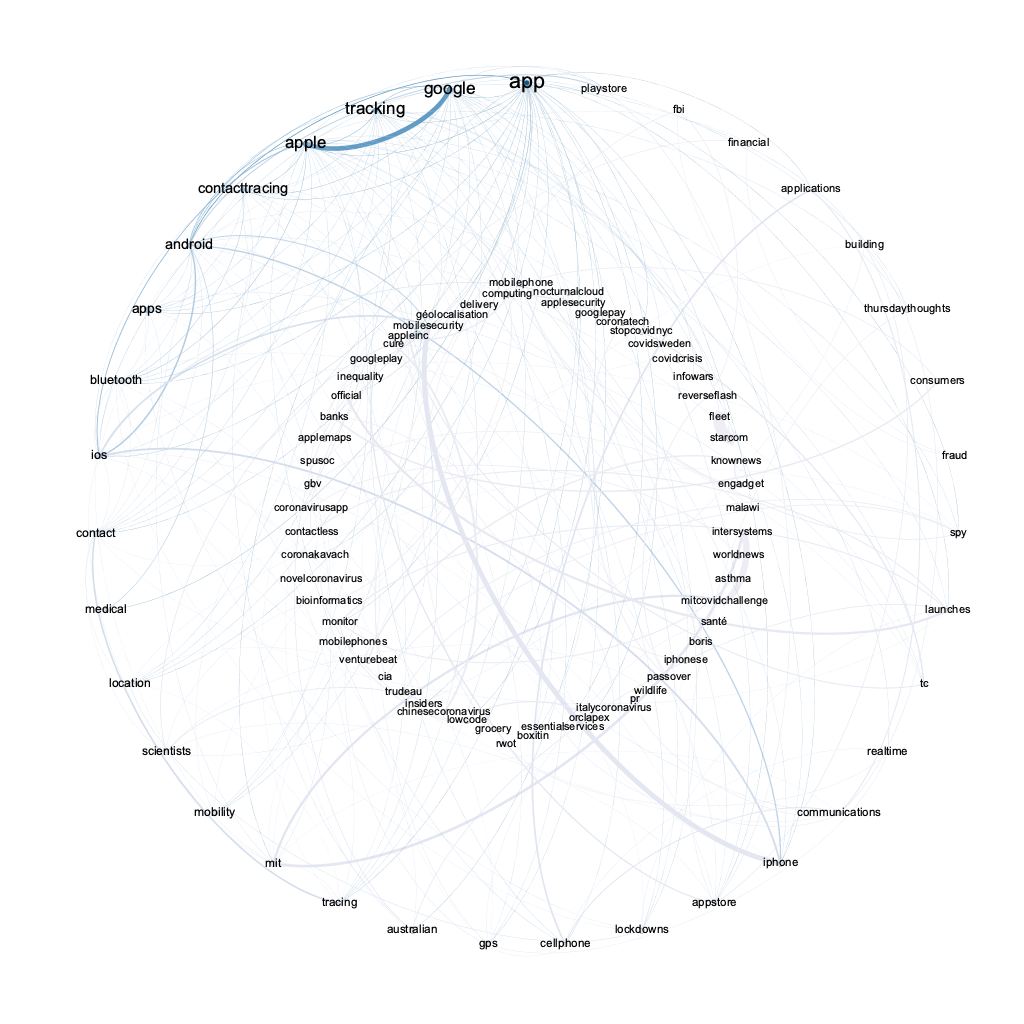 app
google
playstore
tracking
fbi
apple
financial
contacttracing
applications
android
building
apps
thursdaythoughts
bluetooth
consumers
ios
fraud
contact
spy
medical
launches
location
tc
scientists
realtime
mobility
communications
mit
iphone
tracing
appstore
australian
lockdowns
gps
cellphone
mobilephone
computing
nocturnalcloud
delivery
applesecurity
géolocalisation
googlepay
mobilesecurity
coronatech
appleinc
stopcovidnyc
cure
covidsweden
googleplay
covidcrisis
inequality
infowars
official
reverseflash
banks
fleet
applemaps
starcom
spusoc
knownews
gbv
engadget
coronavirusapp
malawi
contactless
intersystems
coronakavach
worldnews
novelcoronavirus
asthma
bioinformatics
mitcovidchallenge
monitor
santé
mobilephones
boris
venturebeat
iphonese
cia
passover
trudeau
wildlife
insiders
pr
chinesecoronavirus
italycoronavirus
lowcode
orclapex
grocery
essentialservices
rwot
boxitin